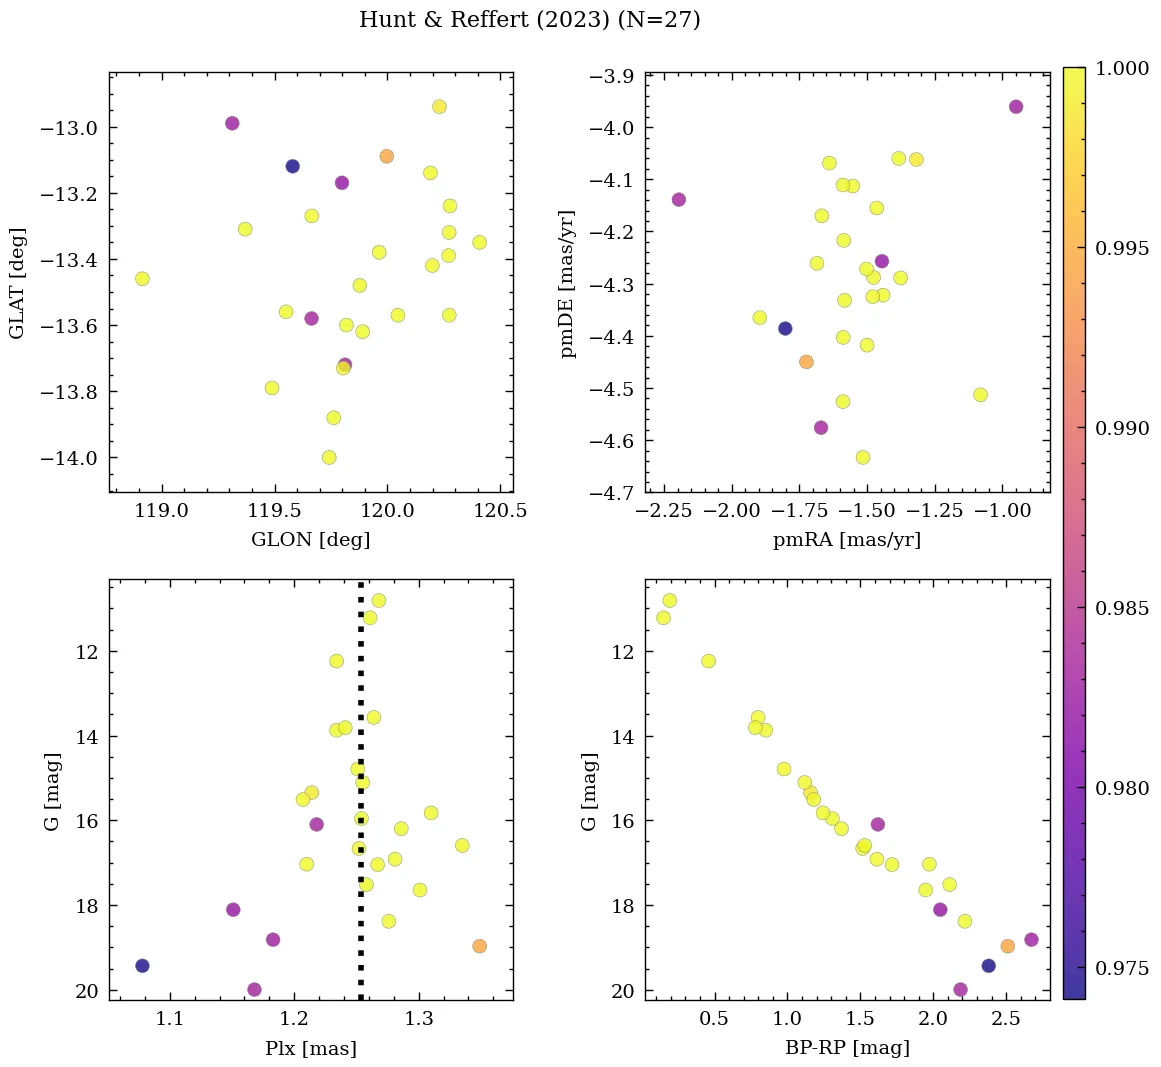 Hunt & Reffert (2023) (N=27)
−13.0
−13.2
−13.4
−13.6
−13.8
−14.0
GLAT [deg]
119.0 119.5 120.0 120.5
GLON [deg]
−3.9
−4.0
−4.1
−4.2
−4.3
−4.4
−4.5
−4.6
−4.7
pmDE [mas/yr]
−2.25 −2.00 −1.75 −1.50 −1.25 −1.00
pmRA [mas/yr]
12
14
16
18
20
G [mag]
1.1 1.2 1.3
Plx [mas]
12
14
16
18
20
G [mag]
0.5 1.0 1.5 2.0 2.5
BP-RP [mag]
1.000
0.995
0.990
0.985
0.980
0.975